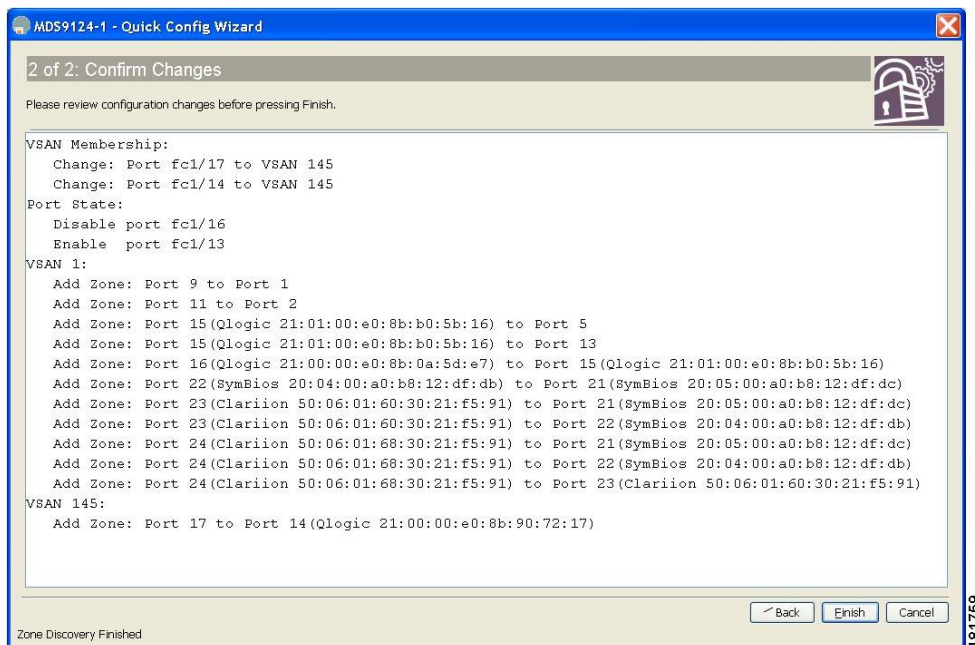 MDS9124-1 - Quick Config Wizard
2 of 2: Confirm Changes
Please review configuration changes before pressing Finish.
VSAN Membership:
Change: Port fc1/17 to VSAN 145
Change: Port fc1/14 to VSAN 145
Port State:
Disable port fc1/16
Enable port fc1/13
VSAN 1:
Add Zone: Port 9 to Port 1
Add Zone: Port 11 to Port 2
Add Zone: Port 15(Qlogic 21:01:00:e0:8b:b0:5b:16) to Port 5
Add Zone: Port 15(Qlogic 21:01:00:e0:8b:b0:5b:16) to Port 13
Add Zone: Port 16(Qlogic 21:00:00:e0:8b:0a:5d:e7) to Port 15(Qlogic 21:01:00:e0:8b:b0:5b:16)
Add Zone: Port 22(SymBios 20:04:00:a0:b8:12:df:db) to Port 21(SymBios 20:05:00:a0:b8:12:df:dc)
Add Zone: Port 23(Clariion 50:06:01:60:30:21:f5:91) to Port 21(SymBios 20:05:00:a0:b8:12:df:dc)
Add Zone: Port 23(Clariion 50:06:01:60:30:21:f5:91) to Port 22(SymBios 20:04:00:a0:b8:12:df:db)
Add Zone: Port 24(Clariion 50:06:01:68:30:21:f5:91) to Port 21(SymBios 20:05:00:a0:b8:12:df:dc)
Add Zone: Port 24(Clariion 50:06:01:68:30:21:f5:91) to Port 22(SymBios 20:04:00:a0:b8:12:df:db)
Add Zone: Port 24(Clariion 50:06:01:68:30:21:f5:91) to Port 23(Clariion 50:06:01:60:30:21:f5:91)
VSAN 145:
Add Zone: Port 17 to Port 14(Qlogic 21:00:00:e0:8b:90:72:17)
Back Finish Cancel
Zone Discovery Finished
191759